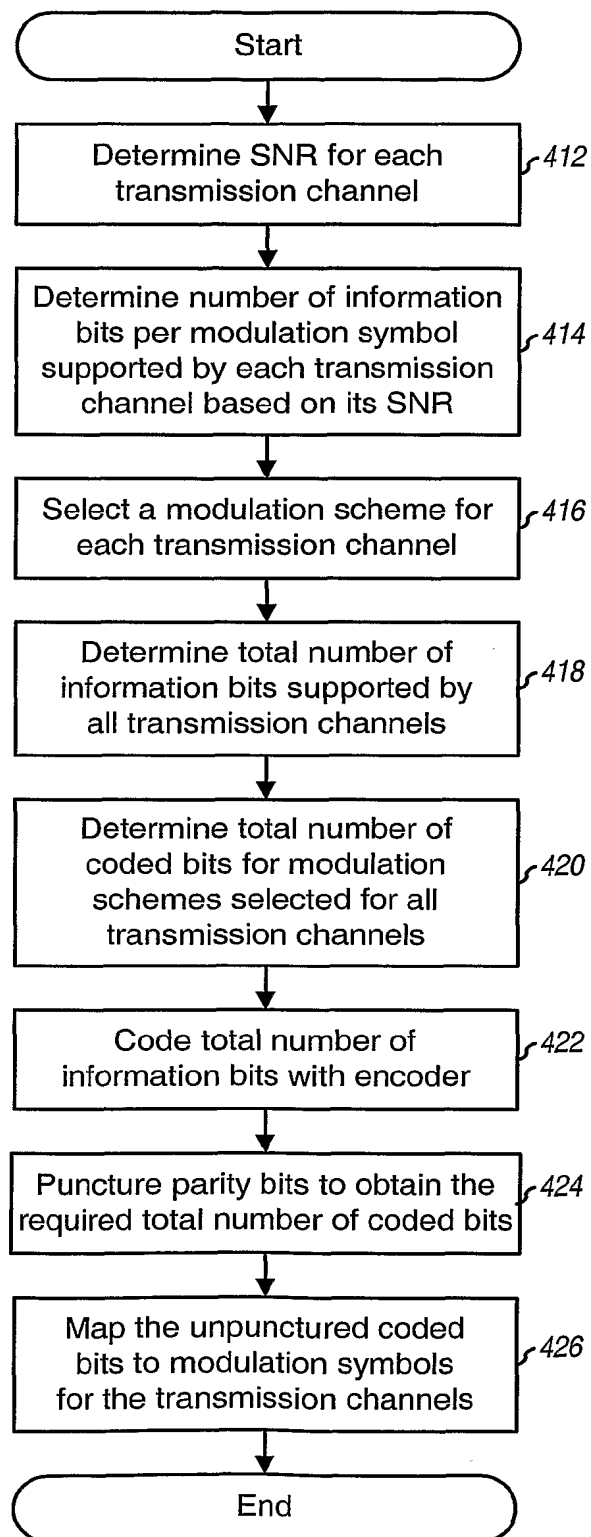 Start
Determine SNR for each
transmission channel
412
Determine number of information
bits per modulation symbol
supported by each transmission
channel based on its SNR
414
Select a modulation scheme for
each transmission channel
416
Determine total number of
information bits supported by
all transmission channels
418
Determine total number of
coded bits for modulation
schemes selected for all
transmission channels
420
Code total number of
information bits with encoder
422
Puncture parity bits to obtain the
required total number of coded bits
424
Map the unpunctured coded
bits to modulation symbols
for the transmission channels
426
End